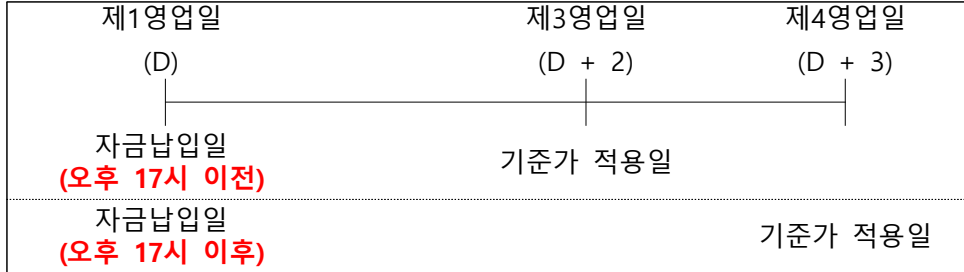 제1영업일 제3영업일 제4영업일
(D) (D + 2) (D + 3)
자금납입일
(오후 17시 이전)
기준가 적용일
자금납입일
(오후 17시 이후)
기준가 적용일